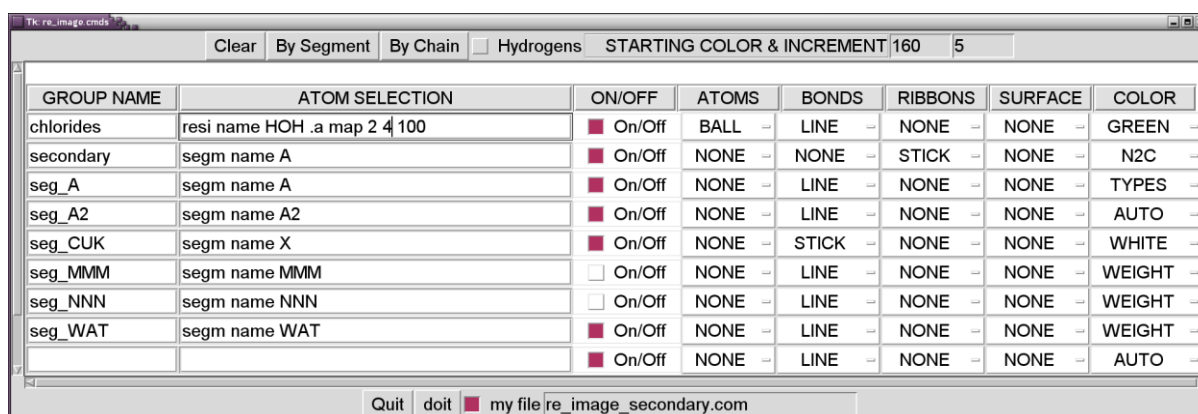 Tk: re_image.cmds
Clear By Segment By Chain Hydrogens STARTING COLOR & INCREMENT 160 5
GROUP NAME ATOM SELECTION ON/OFF ATOMS BONDS RIBBONS SURFACE COLOR
chlorides resi name HOH .a map 2 4 100 On/Off BALL LINE NONE NONE GREEN
secondary segm name A On/Off NONE NONE STICK NONE N2C
seg_A segm name A On/Off NONE LINE NONE NONE TYPES
seg_A2 segm name A2 On/Off NONE LINE NONE NONE AUTO
seg_CUK segm name X On/Off NONE STICK NONE NONE WHITE
seg_MMM segm name MMM On/Off NONE LINE NONE NONE WEIGHT
seg_NNN segm name NNN On/Off NONE LINE NONE NONE WEIGHT
seg_WAT segm name WAT On/Off NONE LINE NONE NONE WEIGHT
On/Off NONE LINE NONE NONE AUTO
Quit doit my file re_image_secondary.com